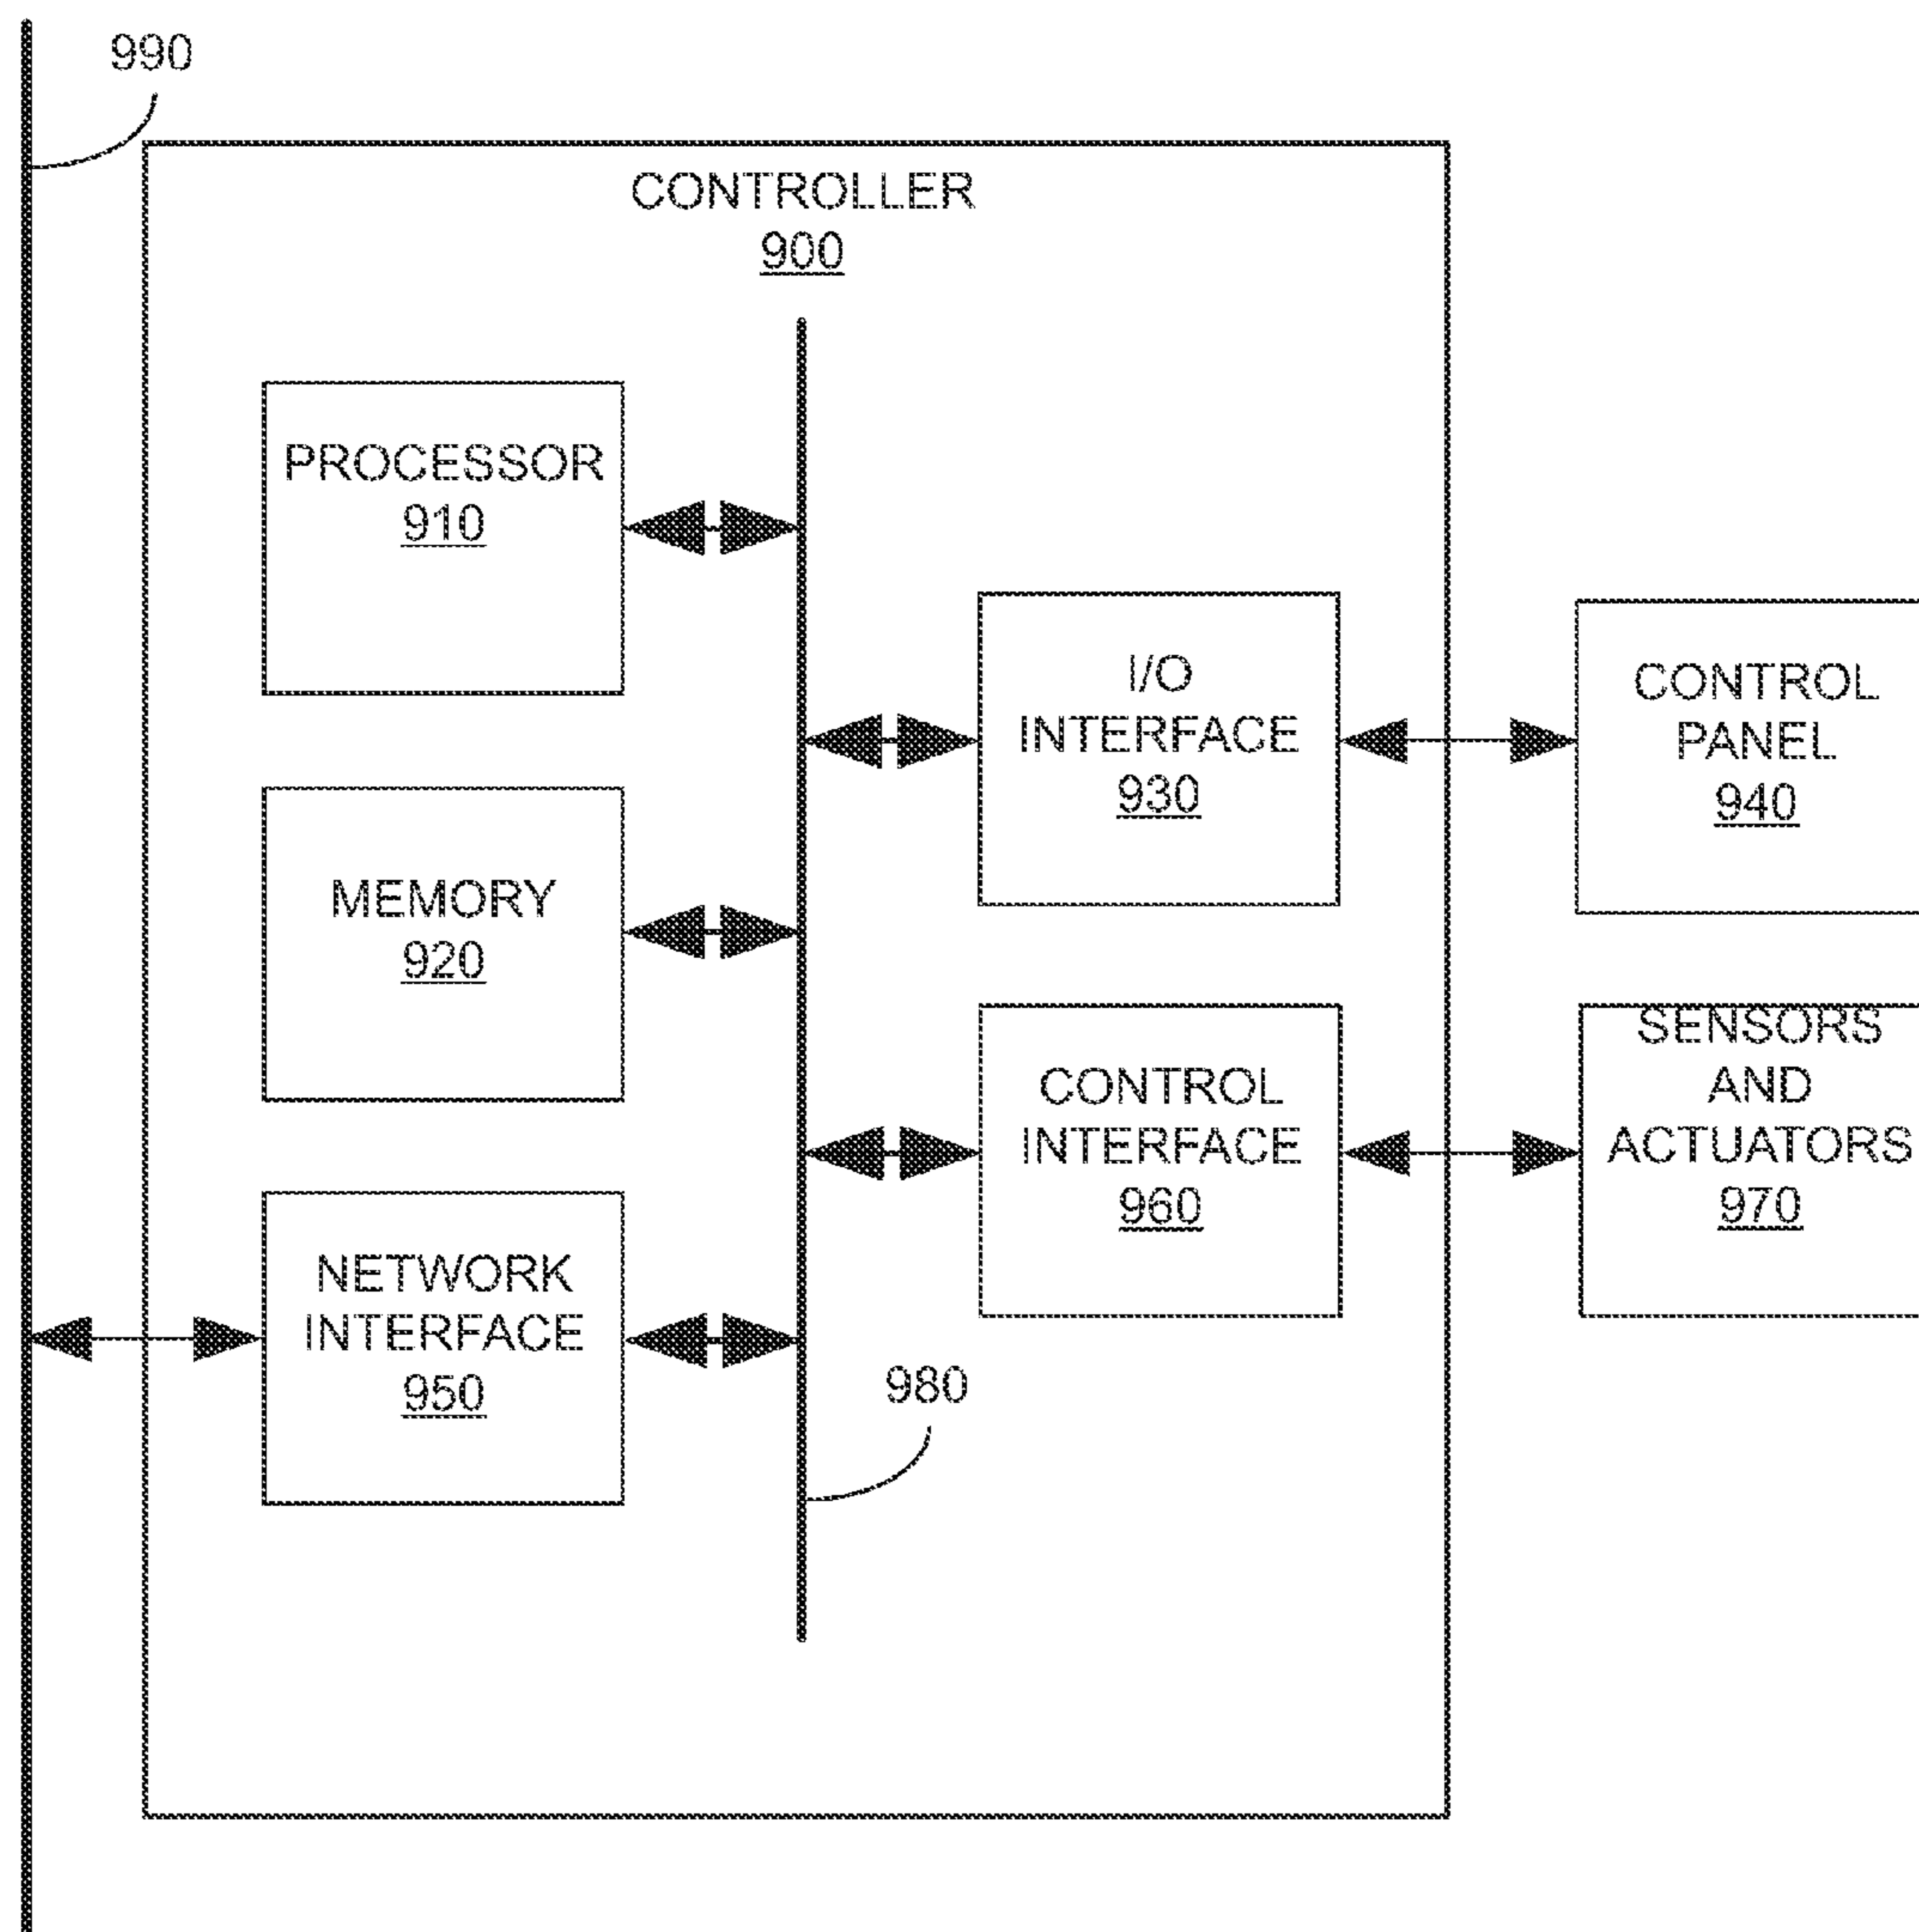 990
CONTROLLER
900
PROCESSOR
910
I/O
INTERFACE
930
CONTROL
PANEL
940
MEMORY
920
CONTROL
INTERFACE
960
SENSORS
AND
ACTUATORS
970
NETWORK
INTERFACE
950
980